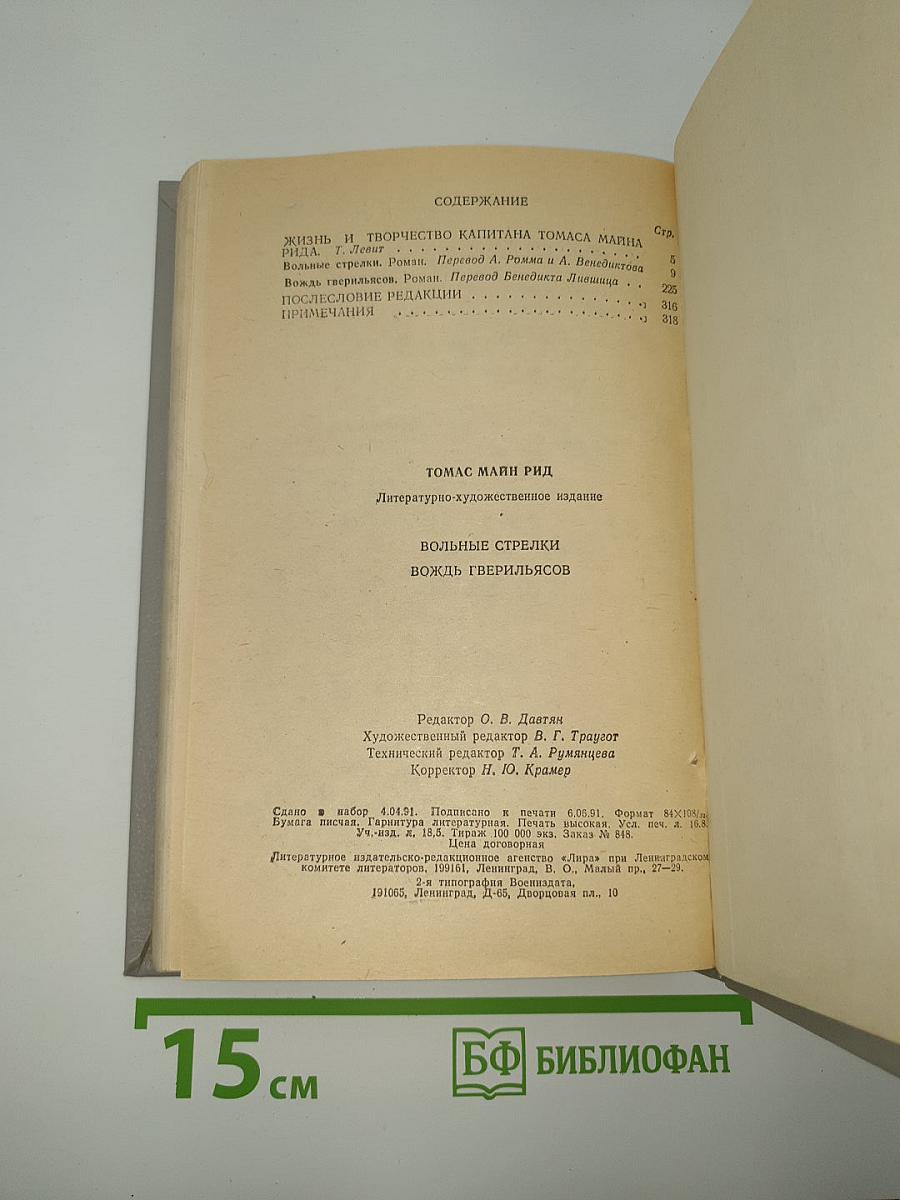 СОДЕРЖАНИЕ
Стр.
ЖИЗНЬ И ТВОРЧЕСТВО КАПИТАНА ТОМАСА МАЙНА
РИДА. Т. Левит . . . . . . . . . . . . . . . . . . . . 5
Вольные стрелки. Роман. Перевод А. Ромма и А. Венедиктова 9
Вождь гверильясов. Роман. Перевод Бенедикта Лившица . . 225
ПОСЛЕСЛОВИЕ РЕДАКЦИИ . . . . . . . . . . . . . . . 316
ПРИМЕЧАНИЯ . . . . . . . . . . . . . . . . . . . . 318
ТОМАС МАЙН РИД
Литературно-художественное издание
ВОЛЬНЫЕ СТРЕЛКИ
ВОЖДЬ ГВЕРИЛЬЯСОВ
Редактор О. В. Давтян
Художественный редактор В. Г. Траугот
Технический редактор Т. А. Румянцева
Корректор Н. Ю. Крамер
Сдано в набор 4.04.91. Подписано к печати 6.06.91. Формат 84×108/
Бумага писчая. Гарнитура литературная. Печать высокая. Усл. печ. л. 16,8.
Уч.-изд. л. 18,5. Тираж 100 000 экз. Заказ № 848.
Цена договорная
Литературное издательско-редакционное агенство «Лира» при Ленинградском
комитете литераторов, 199161, Ленинград, В. О., Малый пр., 27—29.
2-я типография Воениздата,
191065, Ленинград, Д-65, Дворцовая пл., 10
15 см
БФ БИБЛИОФАН